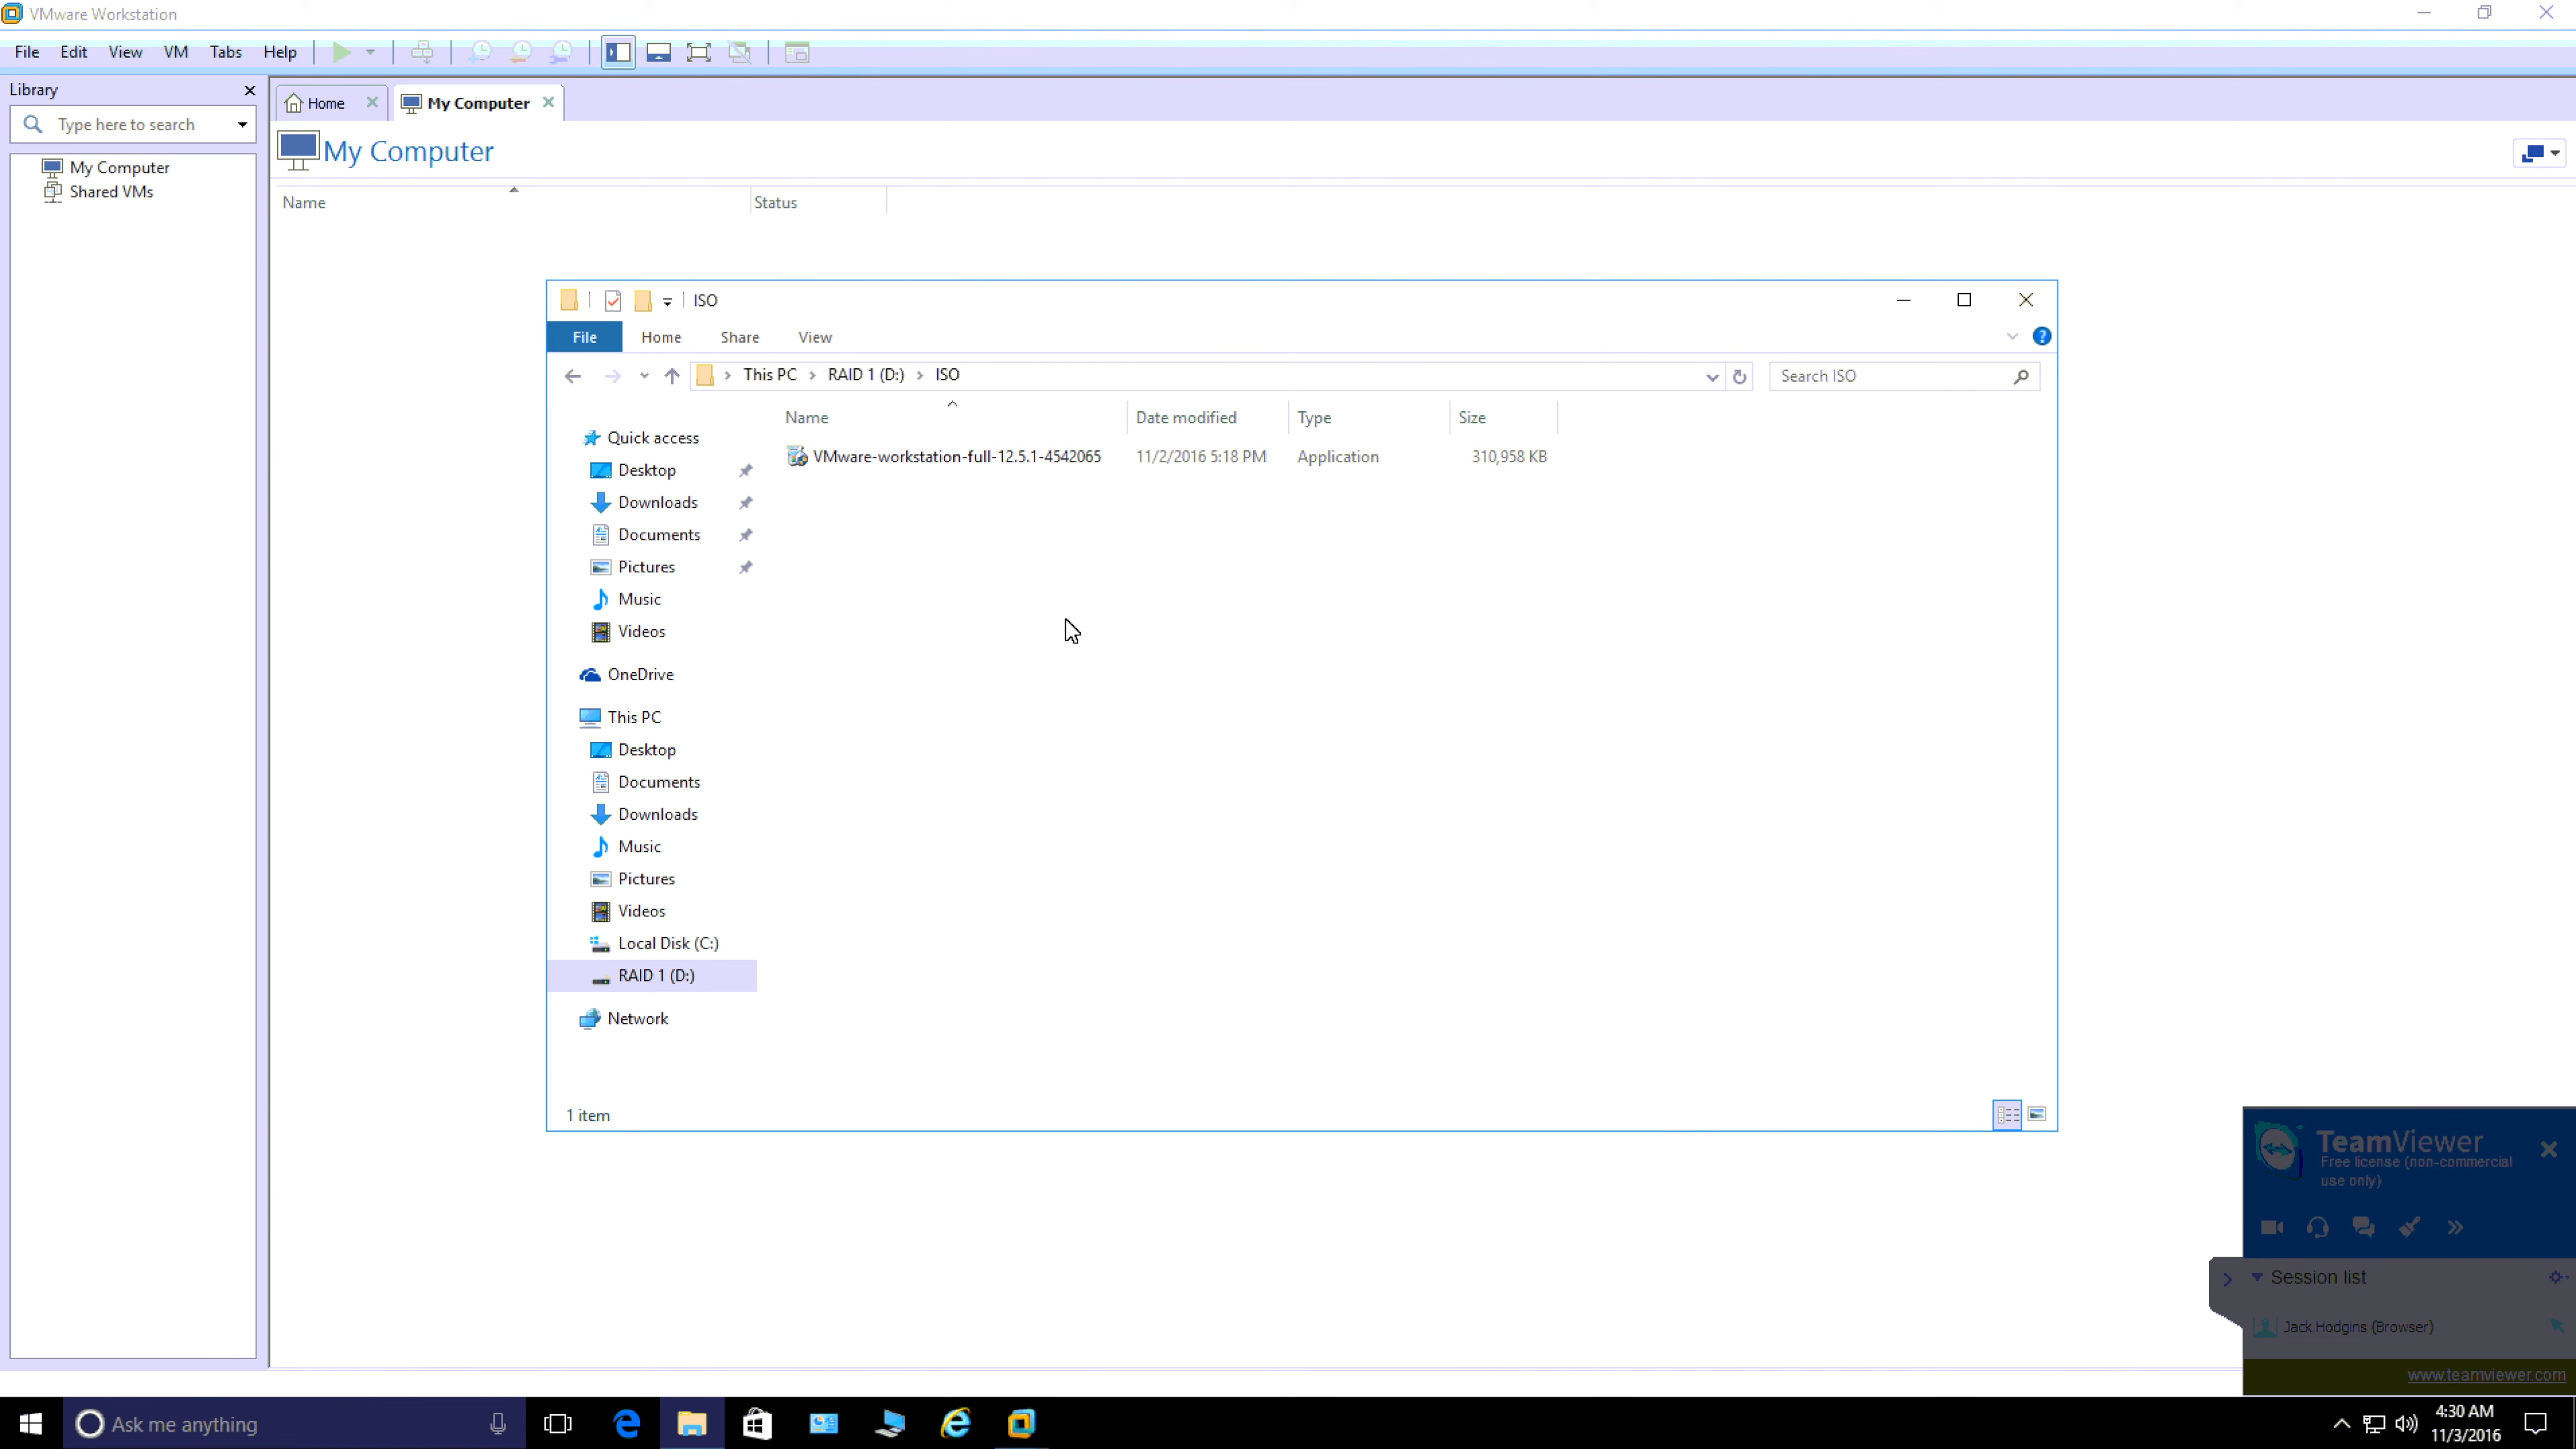 VMware Workstation
File Edit View VM Tabs Help
Library
Type here to search
My Computer
Shared VMs
Home
My Computer
My Computer
Name Status
ISO
File Home Share View
This PC RAID 1 (D:) ISO
Search ISO
Name Date modified Type Size
VMware-workstation-full-12.5.1-4542065 11/2/2016 5:18 PM Application 310,958 KB
Quick access
Desktop
Downloads
Documents
Pictures
Music
Videos
OneDrive
This PC
Desktop
Documents
Downloads
Music
Pictures
Videos
Local Disk (C:)
RAID 1 (D:)
Network
1 item
TeamViewer
Free license (non-commercial
use only)
Session list
Jack Hodgins (Browser)
www.teamviewer.com
Ask me anything
4:30 AM
11/3/2016